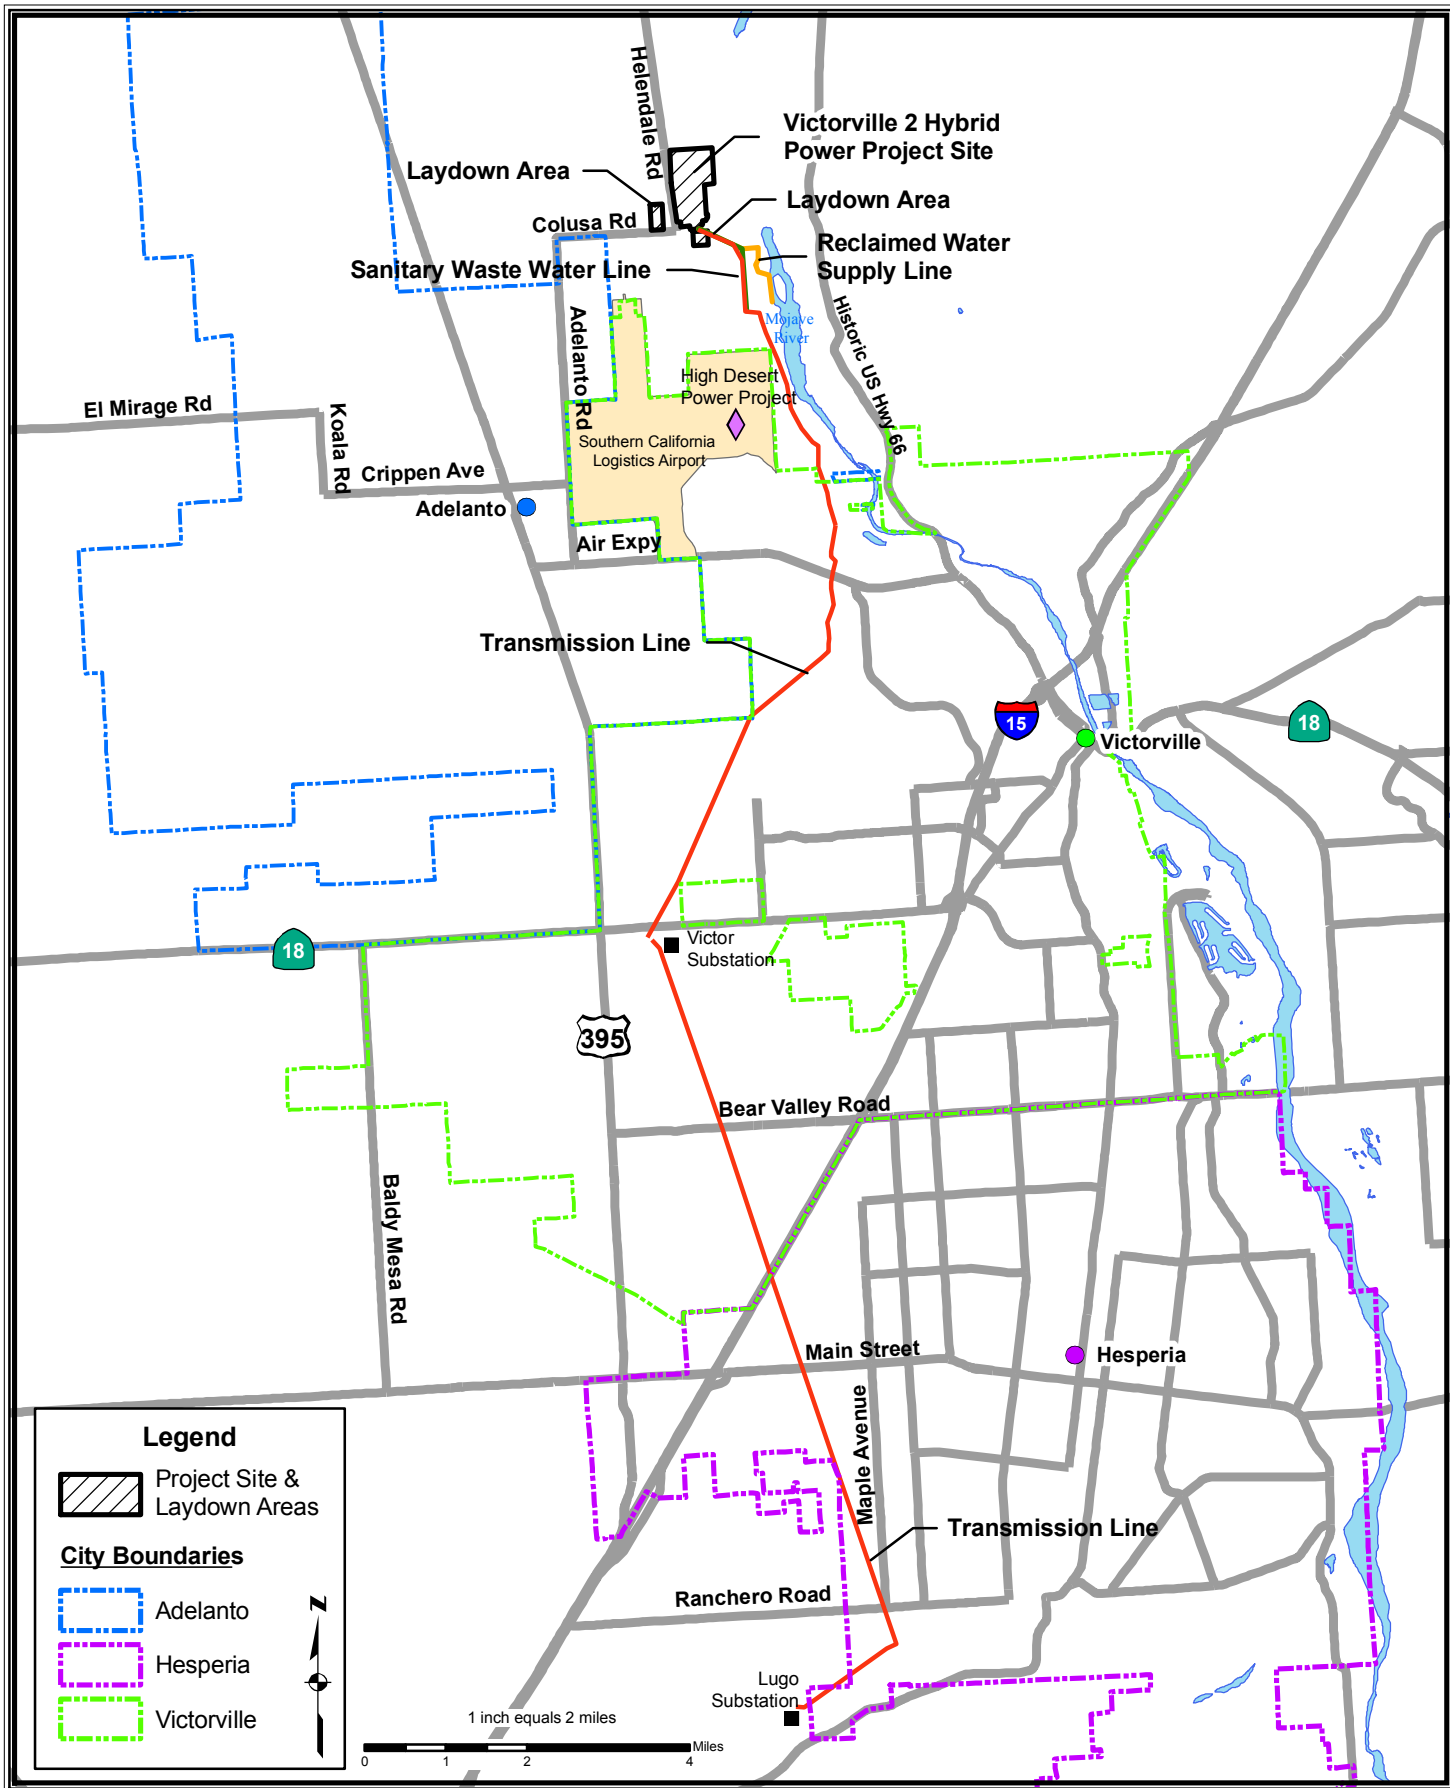 Helendale Rd
Victorville 2 Hybrid
Power Project Site
Laydown Area
Laydown Area
Colusa Rd
Reclaimed Water
Supply Line
Sanitary Waste Water Line
Mojave
River
Historic US Hwy 66
Adelanto Rd
High Desert
Power Project
El Mirage Rd
Koala Rd
Southern California
Logistics Airport
Crippen Ave
Adelanto
Air Expy
Transmission Line
15
18
Victorville
Victor
Substation
18
395
Bear Valley Road
Baldy Mesa Rd
Main Street
Hesperia
Maple Avenue
Transmission Line
Ranchero Road
Lugo
Substation
Legend
Project Site &
Laydown Areas
City Boundaries
Adelanto
Hesperia
Victorville
N
1 inch equals 2 miles
Miles
0 1 2 4